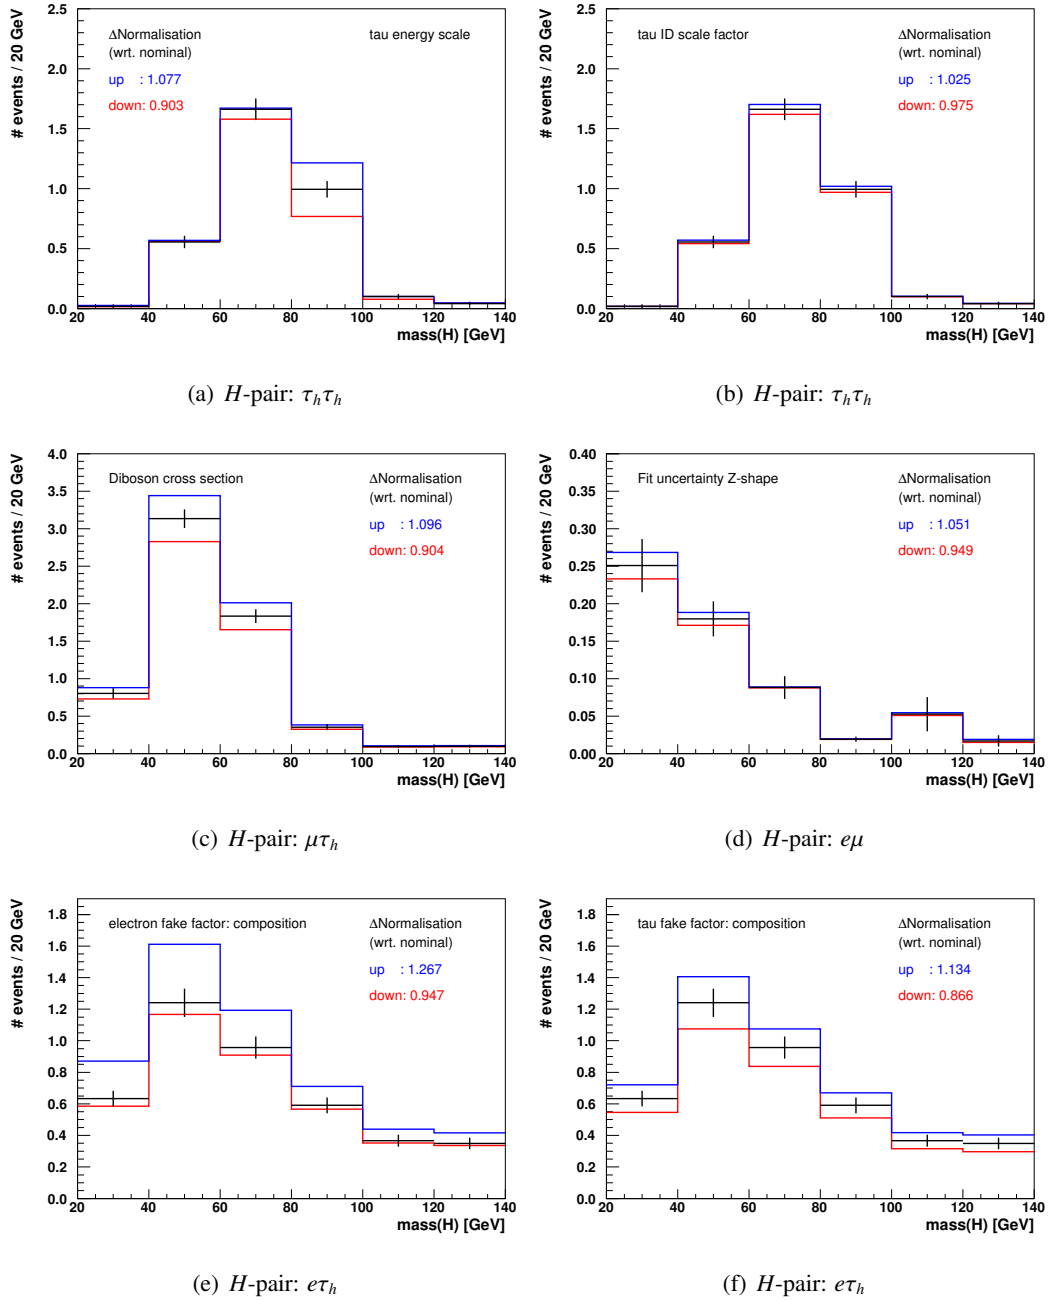 # events / 20 GeV
2.5
2.0
1.5
1.0
0.5
0.0
ΔNormalisation
(wrt. nominal)
up : 1.077
down: 0.903
tau energy scale
20 40 60 80 100 120 140
mass(H) [GeV]
(a) H-pair: τhτh
# events / 20 GeV
2.5
2.0
1.5
1.0
0.5
0.0
tau ID scale factor
ΔNormalisation
(wrt. nominal)
up : 1.025
down: 0.975
20 40 60 80 100 120 140
mass(H) [GeV]
(b) H-pair: τhτh
# events / 20 GeV
4.0
3.5
3.0
2.5
2.0
1.5
1.0
0.5
0.0
Diboson cross section
ΔNormalisation
(wrt. nominal)
up : 1.096
down: 0.904
20 40 60 80 100 120 140
mass(H) [GeV]
(c) H-pair: μτh
# events / 20 GeV
0.40
0.35
0.30
0.25
0.20
0.15
0.10
0.05
0.00
Fit uncertainty Z-shape
ΔNormalisation
(wrt. nominal)
up : 1.051
down: 0.949
20 40 60 80 100 120 140
mass(H) [GeV]
(d) H-pair: eμ
# events / 20 GeV
1.8
1.6
1.4
1.2
1.0
0.8
0.6
0.4
0.2
0.0
electron fake factor: composition
ΔNormalisation
(wrt. nominal)
up : 1.267
down: 0.947
20 40 60 80 100 120 140
mass(H) [GeV]
(e) H-pair: eτh
# events / 20 GeV
1.8
1.6
1.4
1.2
1.0
0.8
0.6
0.4
0.2
0.0
tau fake factor: composition
ΔNormalisation
(wrt. nominal)
up : 1.134
down: 0.866
20 40 60 80 100 120 140
mass(H) [GeV]
(f) H-pair: eτh